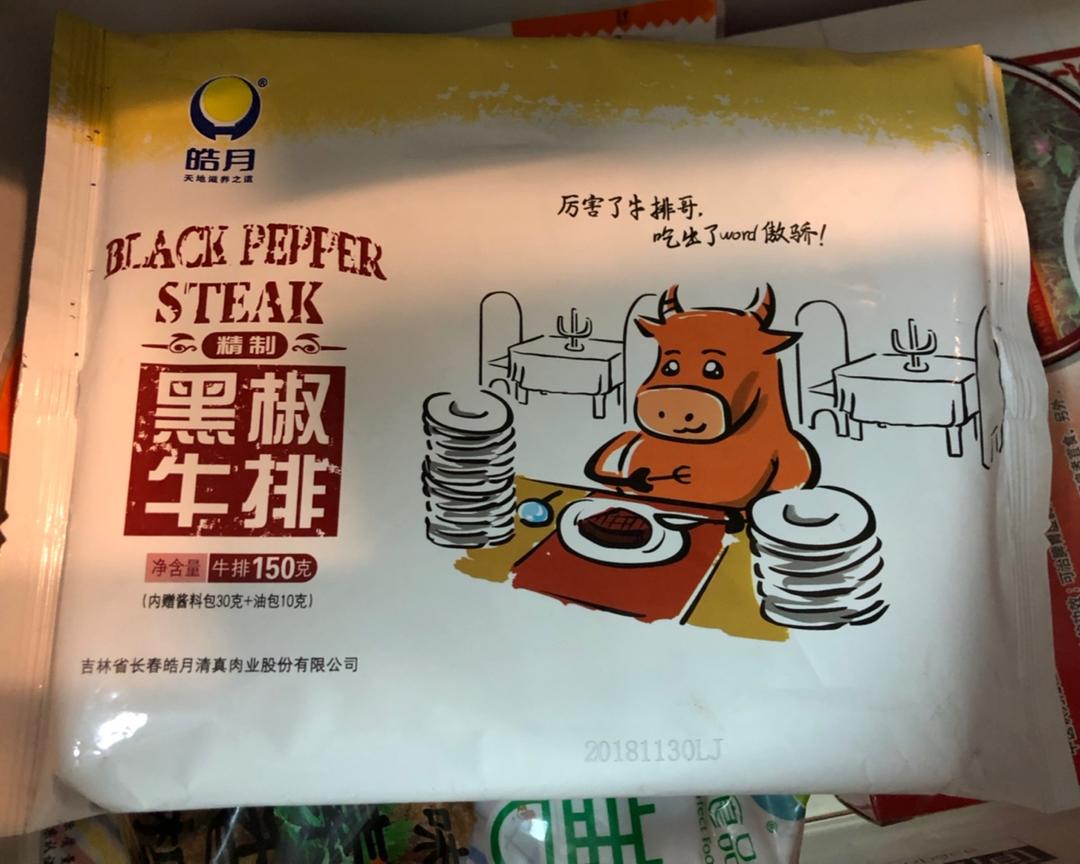 皓月
®
天地滋养之道
BLACK PEPPER
STEAK
精制
黑椒
牛排
净含量 牛排150克
(内赠酱料包30克+油包10克)
吉林省长春皓月清真肉业股份有限公司
厉害了牛排哥,
吃出了word傲骄!
20181130LJ